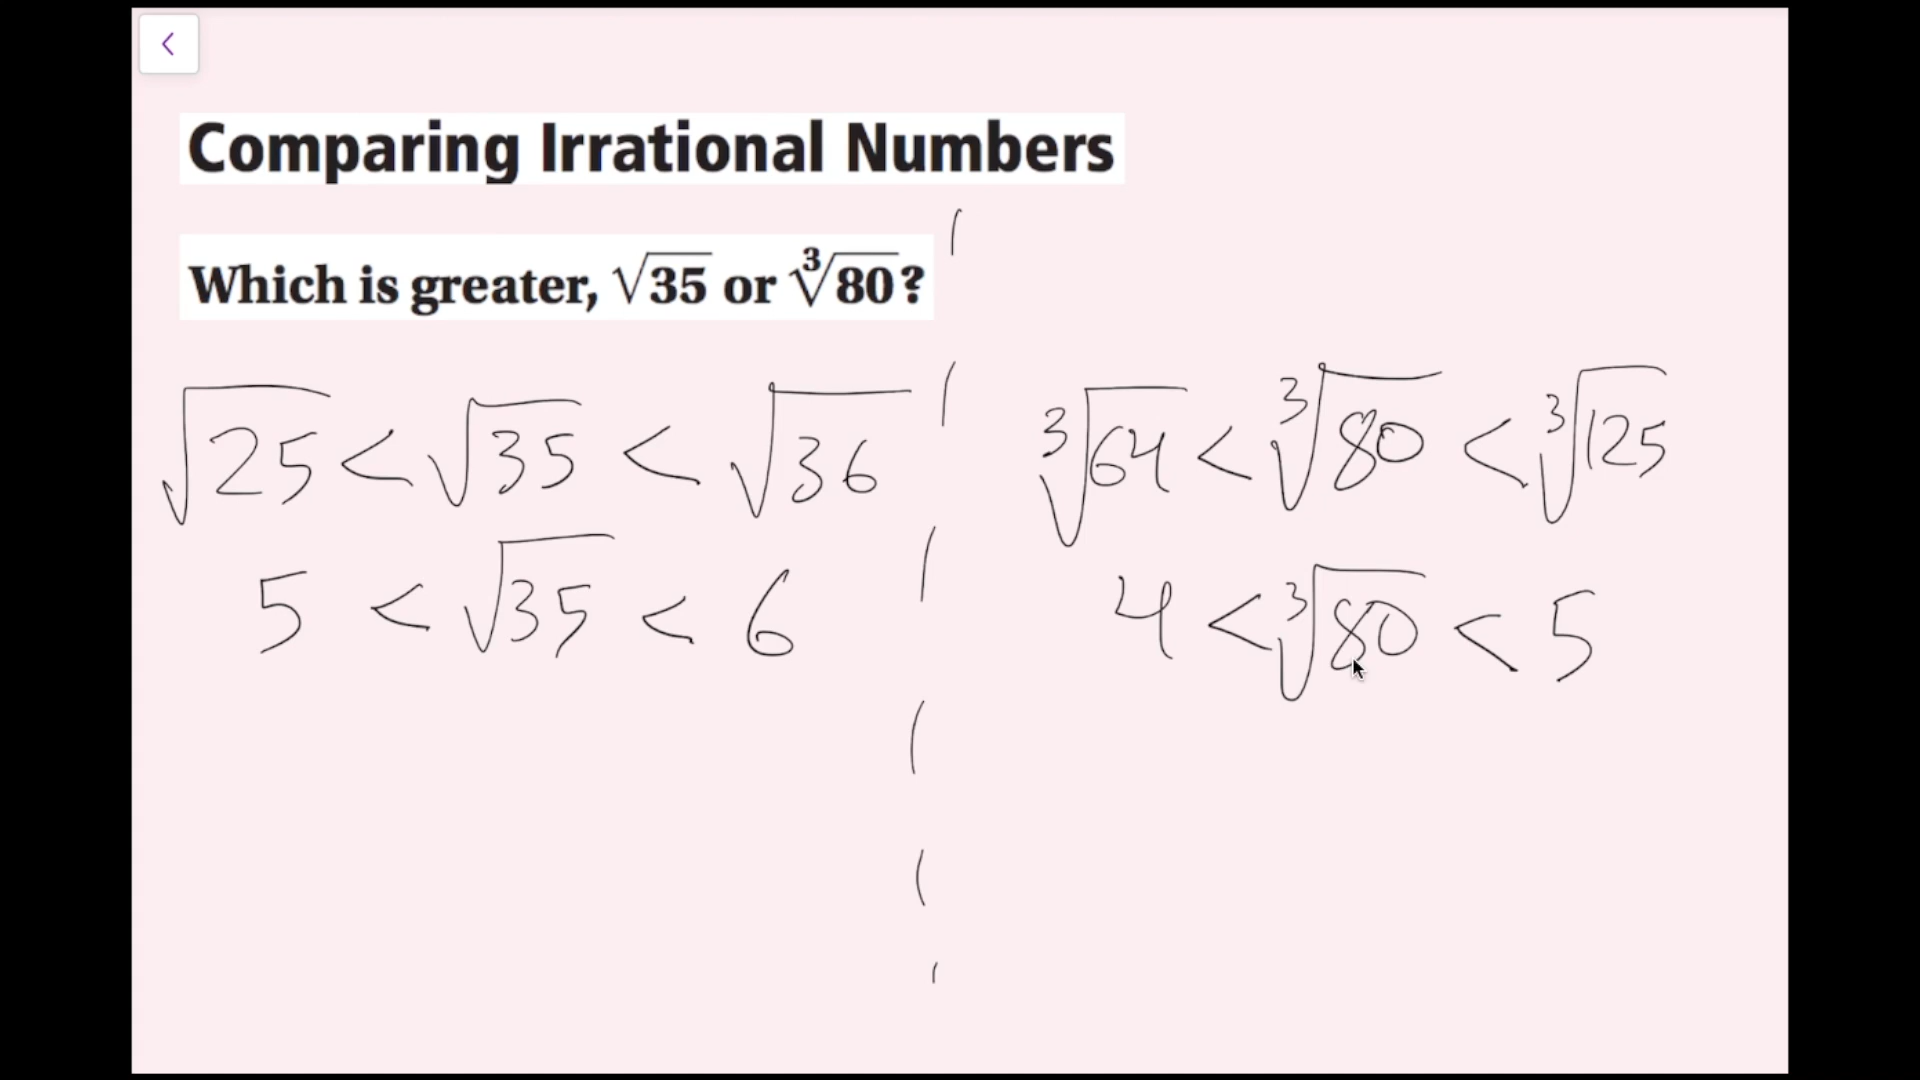 Comparing Irrational Numbers
Which is greater, √35 or ∛80?
√25 < √35 < √36
∛64 < ∛80 < ∛125
5 < √35 < 6
4 < ∛80 < 5